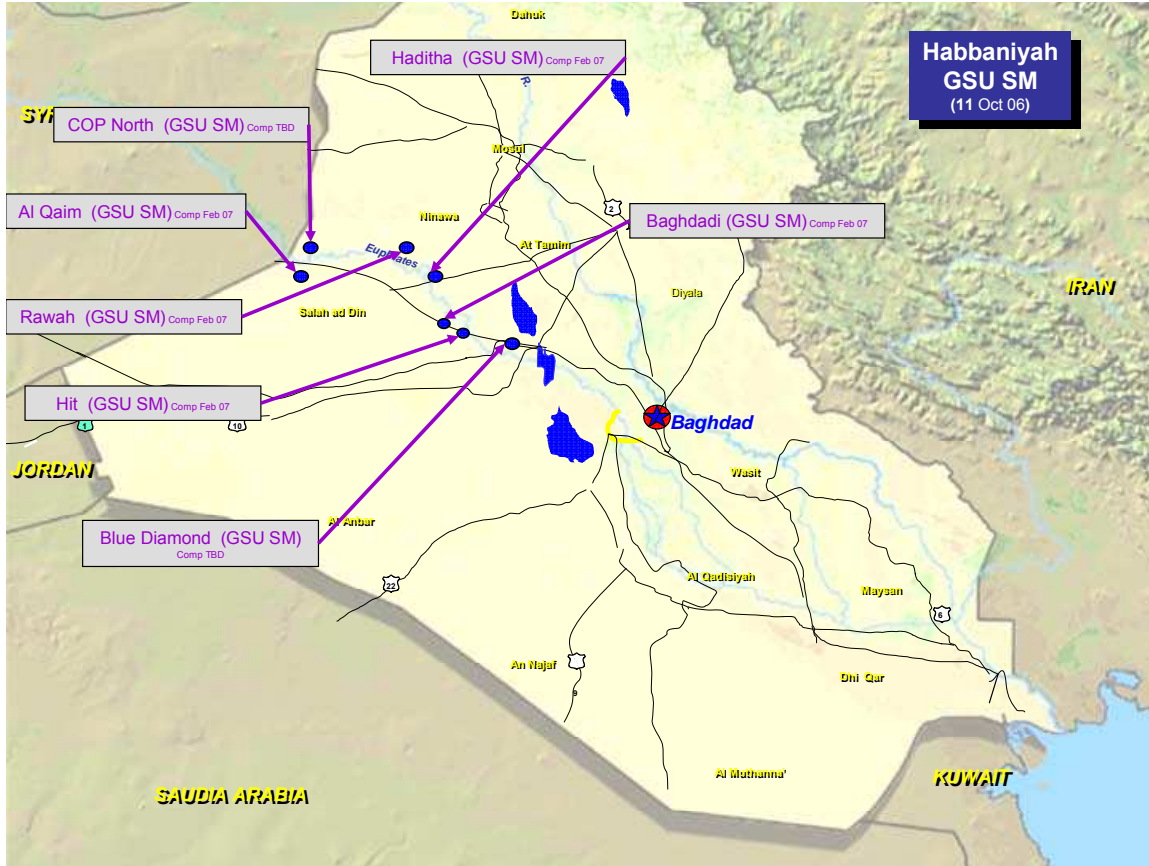 Dahuk
Haditha (GSU SM) Comp Feb 07
Habbaniyah
GSU SM
(11 Oct 06)
R.
SYR
COP North (GSU SM) Comp TBD
Mosul
Al Qaim (GSU SM) Comp Feb 07
Ninawa
2
Baghdadi (GSU SM) Comp Feb 07
At Tamim
Euphrates
IRAN
Diyala
Rawah (GSU SM) Comp Feb 07
Salah ad Din
Hit (GSU SM) Comp Feb 07
1
10
Baghdad
JORDAN
Wasit
Al Anbar
Blue Diamond (GSU SM)
Comp TBD
22
Al Qadisiyah
Maysan
6
An Najaf
9
Dhi Qar
Al Muthanna'
KUWAIT
SAUDIA ARABIA